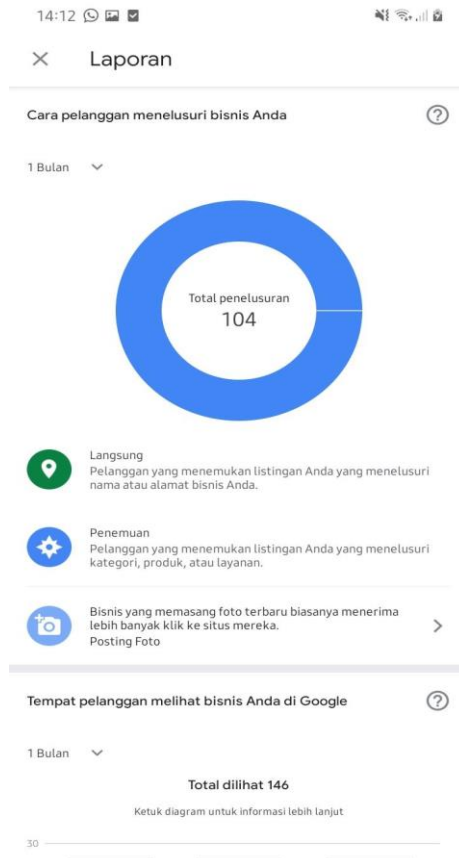 14:12
Laporan
Cara pelanggan menelusuri bisnis Anda
1 Bulan
Total penelusuran
104
Langsung
Pelanggan yang menemukan listingan Anda yang menelusuri
nama atau alamat bisnis Anda.
Penemuan
Pelanggan yang menemukan listingan Anda yang menelusuri
kategori, produk, atau layanan.
Bisnis yang memasang foto terbaru biasanya menerima
lebih banyak klik ke situs mereka.
Posting Foto
Tempat pelanggan melihat bisnis Anda di Google
1 Bulan
Total dilihat 146
Ketuk diagram untuk informasi lebih lanjut
30